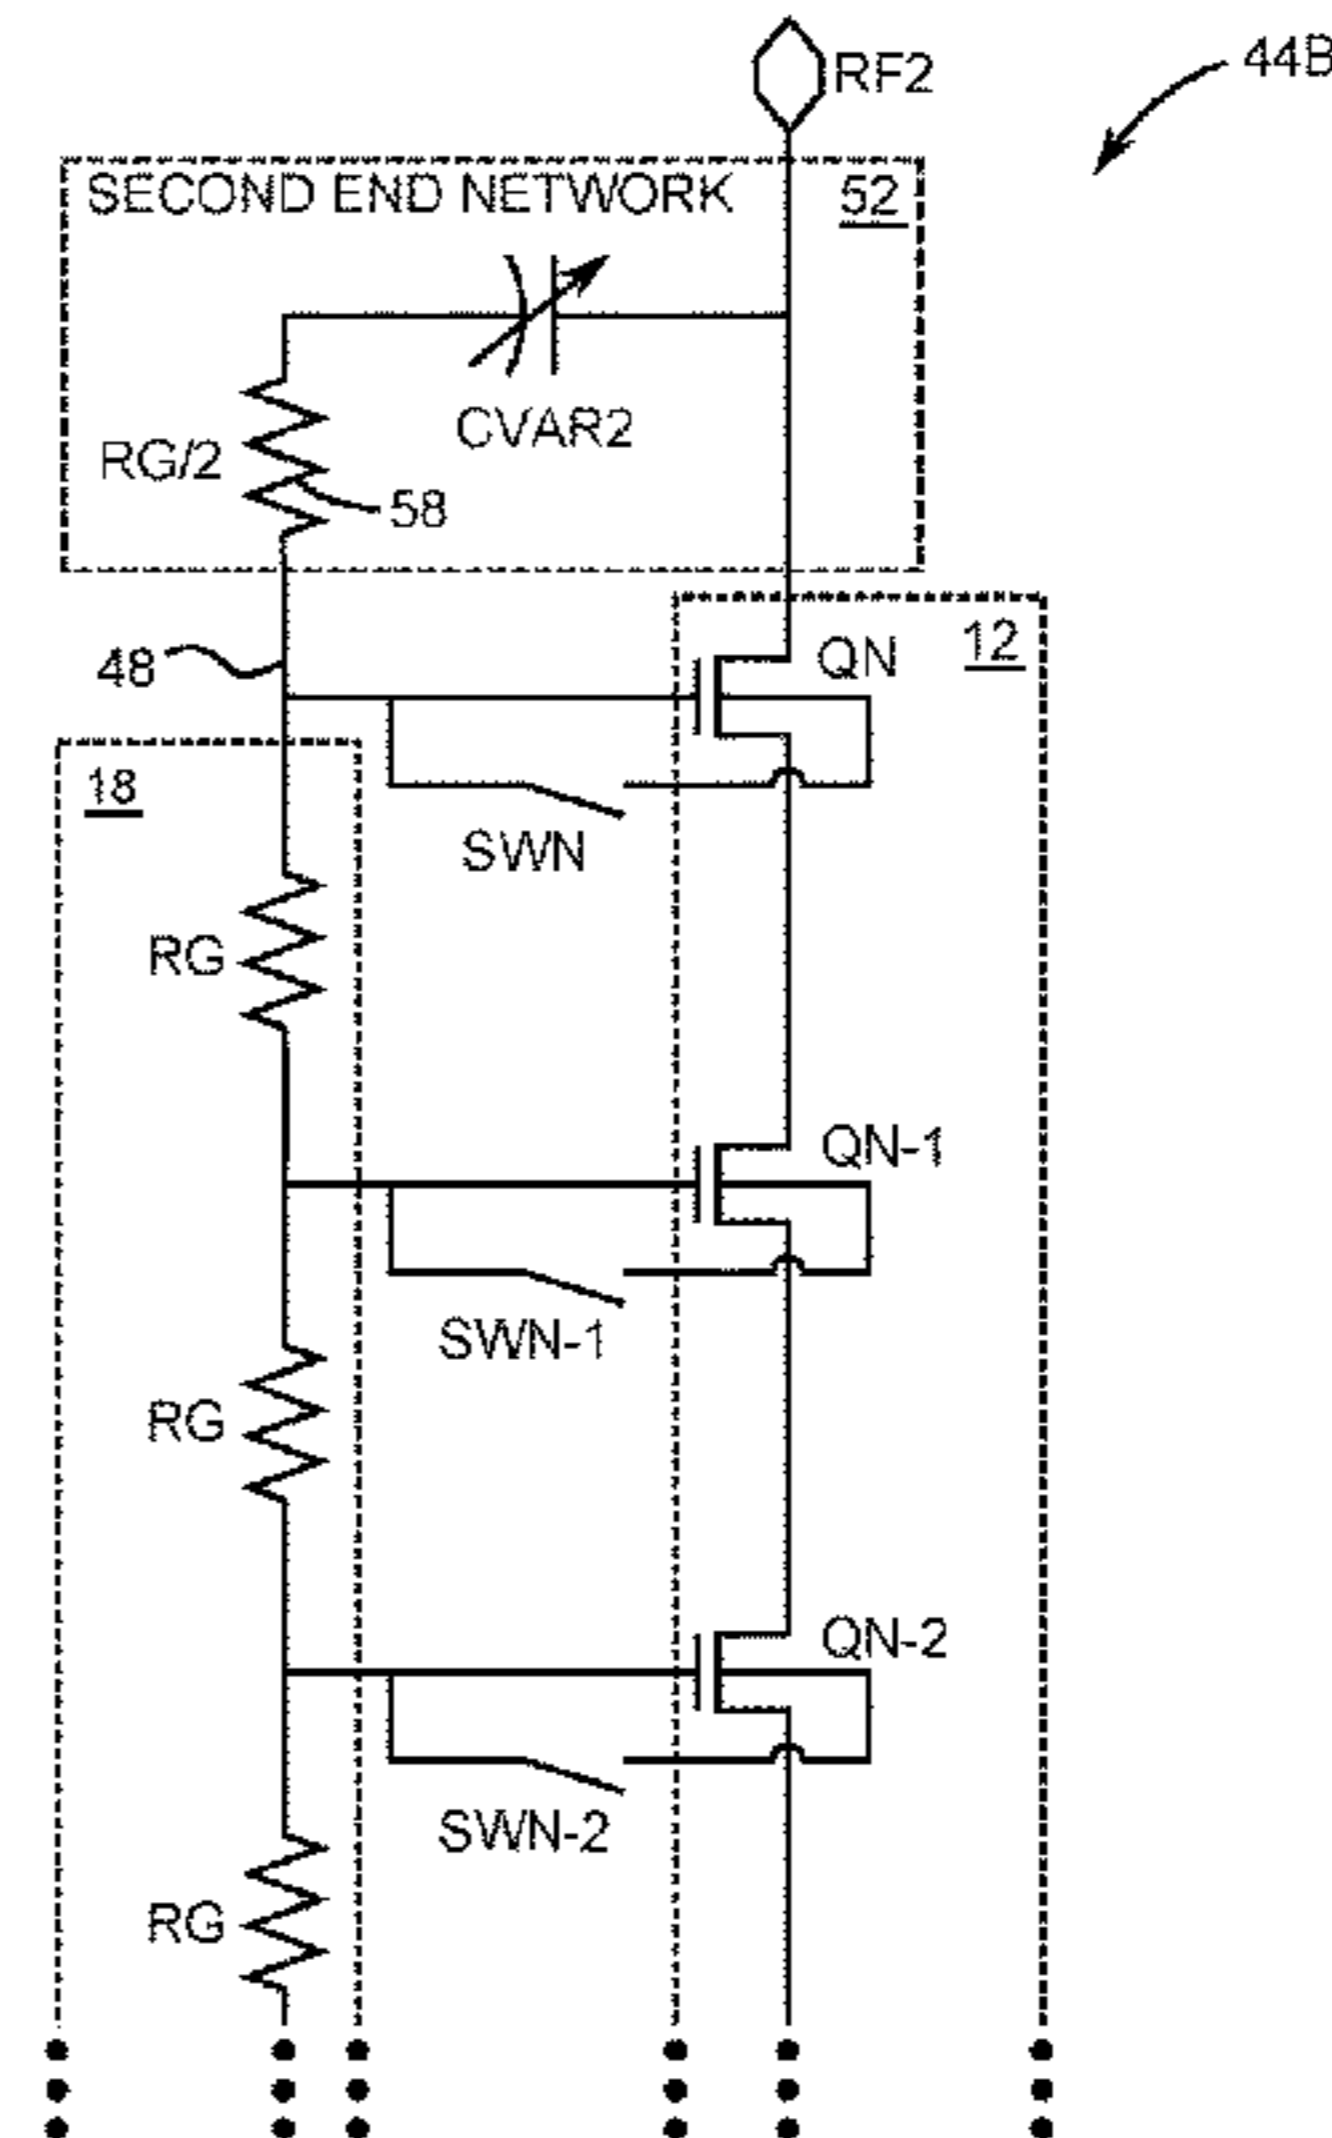 RF2
44B
SECOND END NETWORK
52
CVAR2
RG/2
58
48
QN
12
18
SWN
RG
QN-1
SWN-1
RG
QN-2
SWN-2
RG